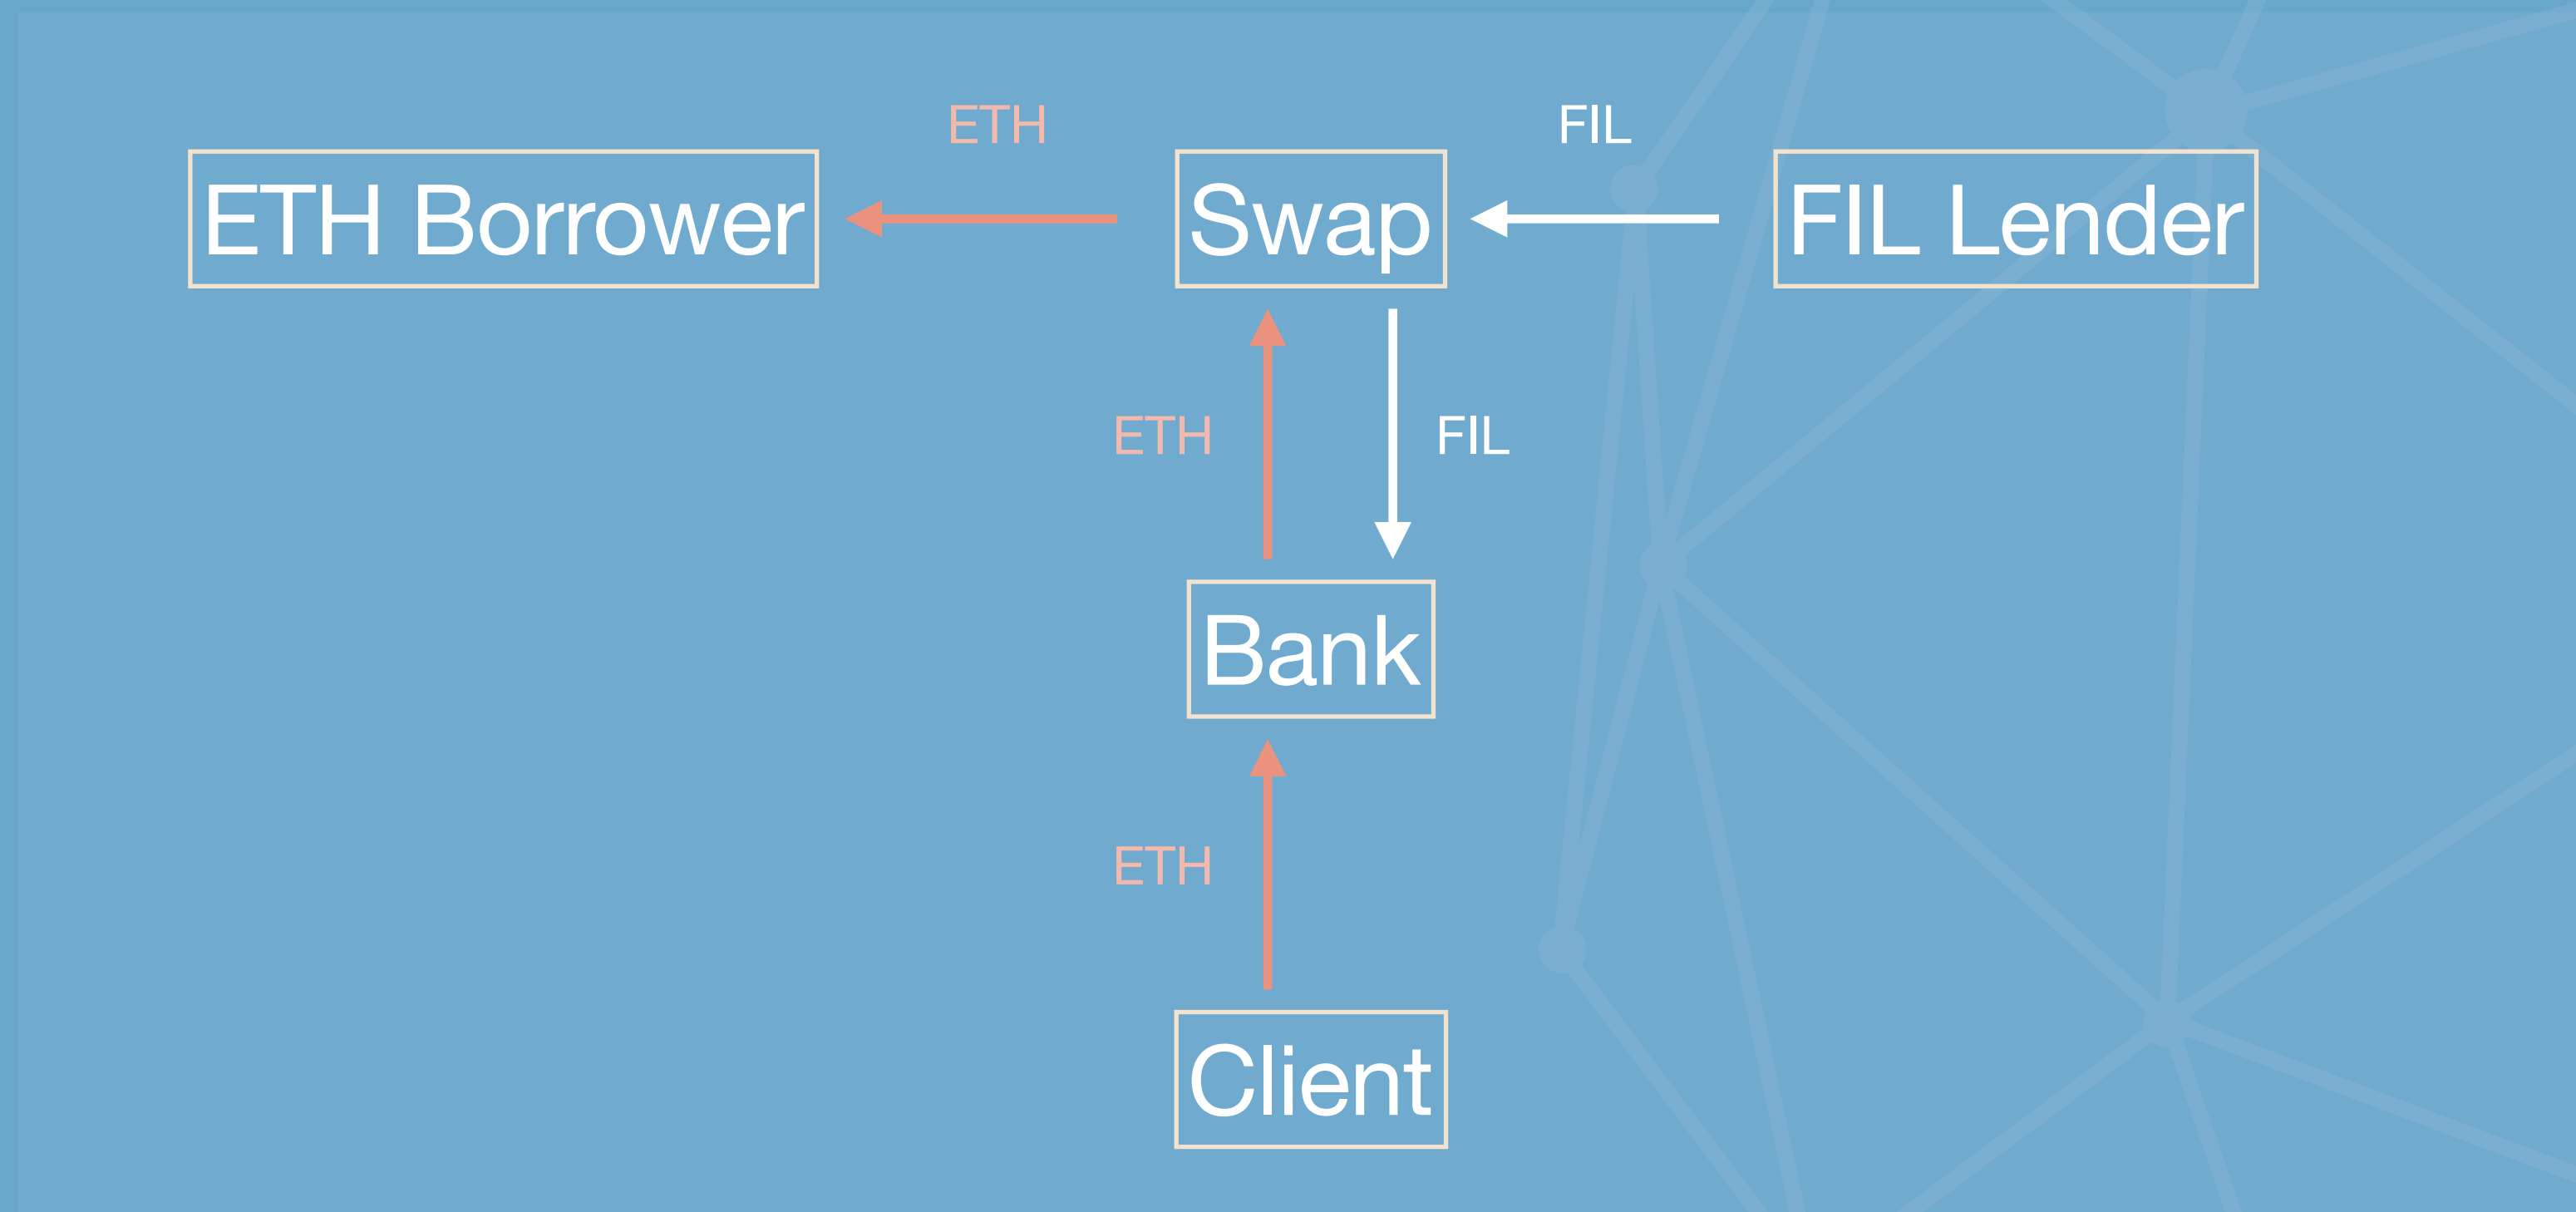 ETH
FIL
ETH Borrower
Swap
FIL Lender
ETH
FIL
Bank
ETH
Client